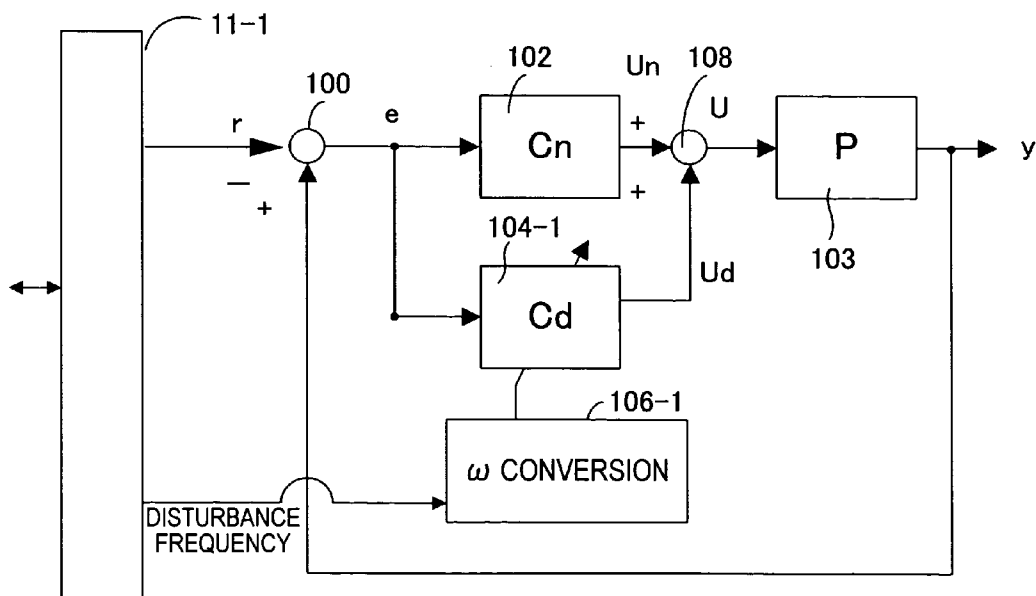 11-1
100
r
−
+
e
102
Cn
Un
+
+
108
U
P
103
y
104-1
Cd
Ud
106-1
ω CONVERSION
DISTURBANCE
FREQUENCY